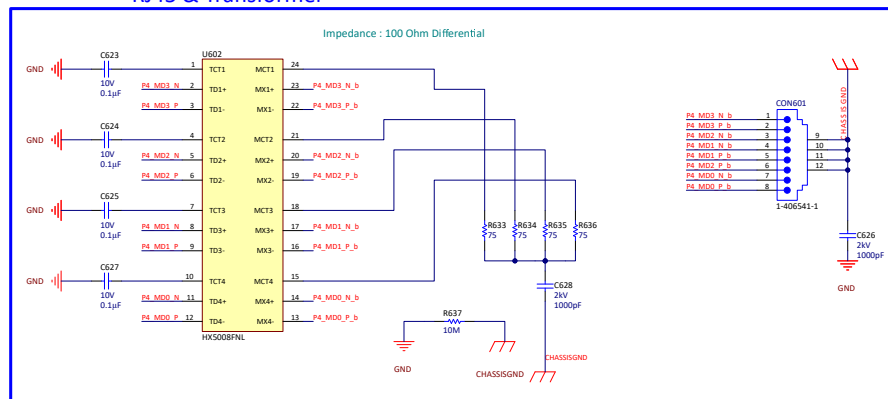 RJ45 & Transformer
Impedance : 100 Ohm Differential
U602
C623
GND
10V
0.1µF
1 TCT1 MCT1 24
P4_MD3_N 2 TD1+ MX1+ 23 P4_MD3_N_b
P4_MD3_P 3 TD1- MX1- 22 P4_MD3_P_b
C624
GND
10V
0.1µF
4 TCT2 MCT2 21
P4_MD2_N 5 TD2+ MX2+ 20 P4_MD2_N_b
P4_MD2_P 6 TD2- MX2- 19 P4_MD2_P_b
C625
GND
10V
0.1µF
7 TCT3 MCT3 18
P4_MD1_N 8 TD3+ MX3+ 17 P4_MD1_N_b
P4_MD1_P 9 TD3- MX3- 16 P4_MD1_P_b
C627
GND
10V
0.1µF
10 TCT4 MCT4 15
P4_MD0_N 11 TD4+ MX4+ 14 P4_MD0_N_b
P4_MD0_P 12 TD4- MX4- 13 P4_MD0_P_b
HX5008FNL
R633 R634 R635 R636
75 75 75 75
C628
2kV
1000pF
R637
10M
GND
CHASSISGND
CHASSISGND
CHASSISGND
CON601
P4_MD3_N_b 1
P4_MD3_P_b 2
P4_MD2_N_b 3
P4_MD1_N_b 4
P4_MD1_P_b 5
P4_MD2_P_b 6
P4_MD0_N_b 7
P4_MD0_P_b 8
9
10
11
12
1-406541-1
C626
2kV
1000pF
GND